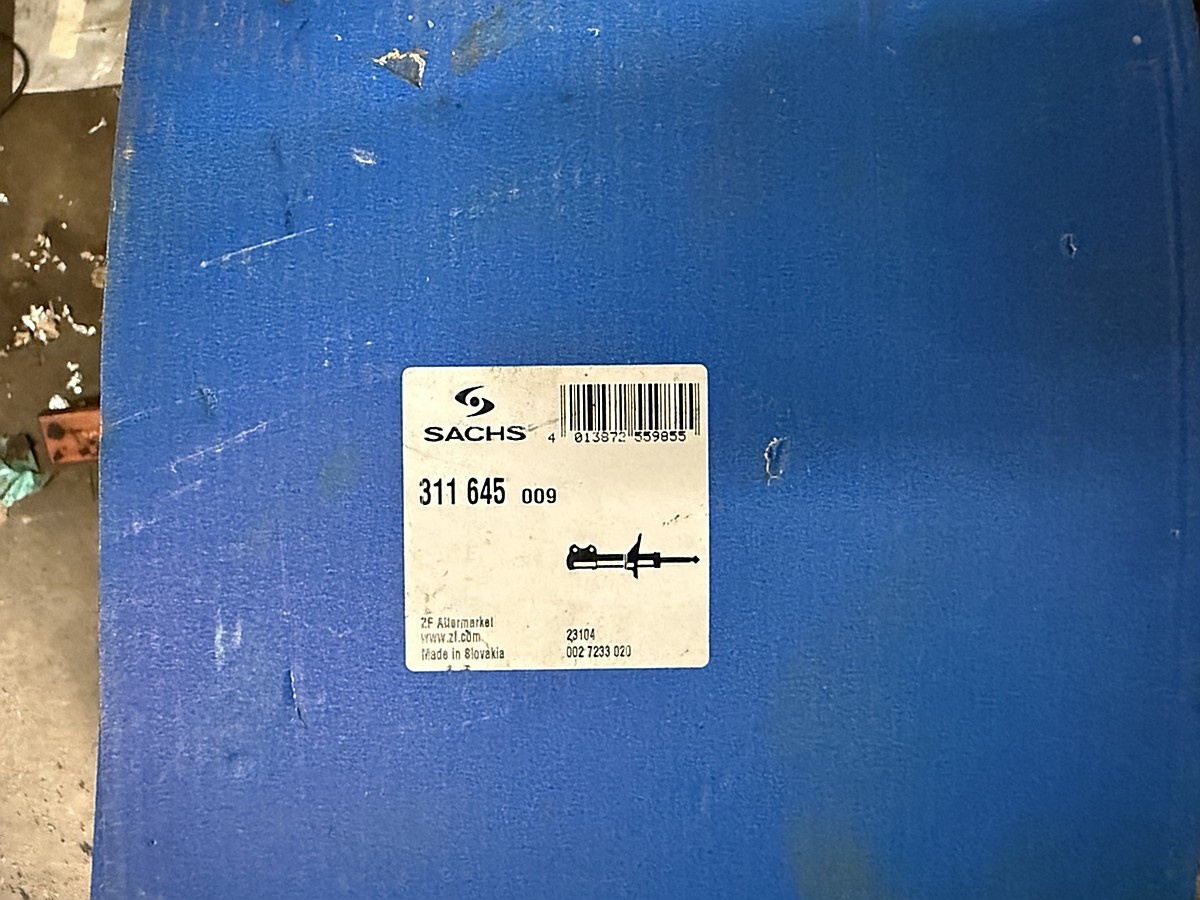 SACHS
4 013872 559855
311 645 009
ZF Aftermarket
www.zf.com
Made in Slovakia
23104
002 7233 020